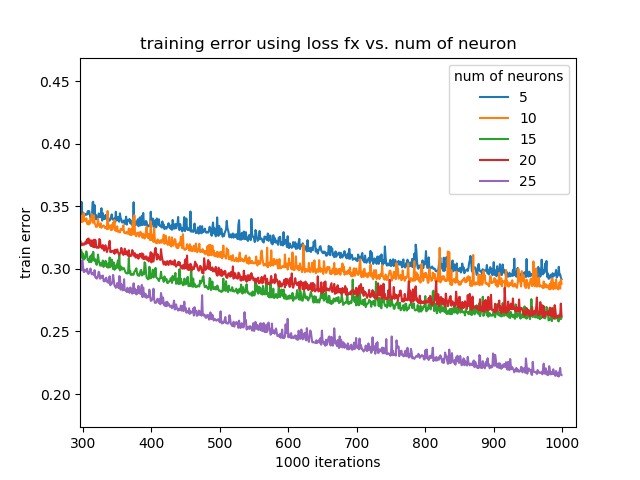 training error using loss fx vs. num of neuron
num of neurons
5
10
15
20
25
train error
0.45
0.40
0.35
0.30
0.25
0.20
300 400 500 600 700 800 900 1000
1000 iterations